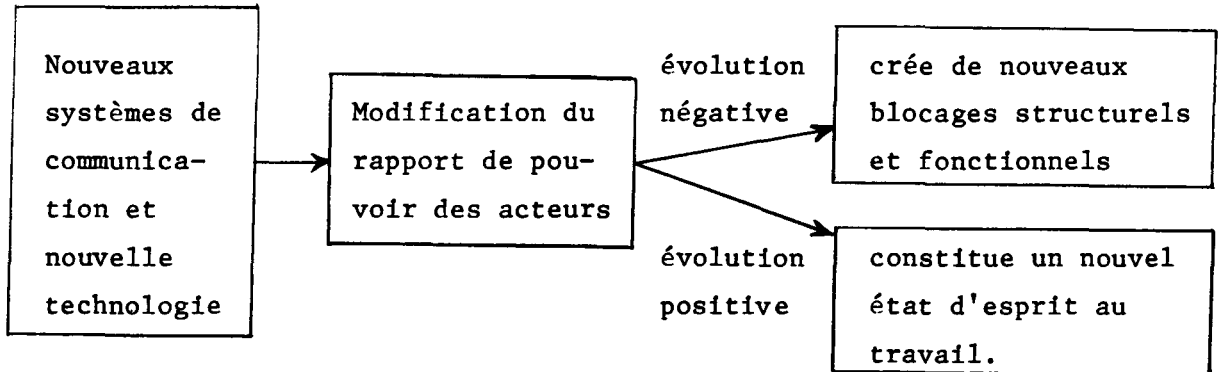 Nouveaux
systèmes de
communica-
tion et
nouvelle
technologie
Modification du
rapport de pou-
voir des acteurs
évolution
négative
crée de nouveaux
blocages structurels
et fonctionnels
évolution
positive
constitue un nouvel
état d'esprit au
travail.